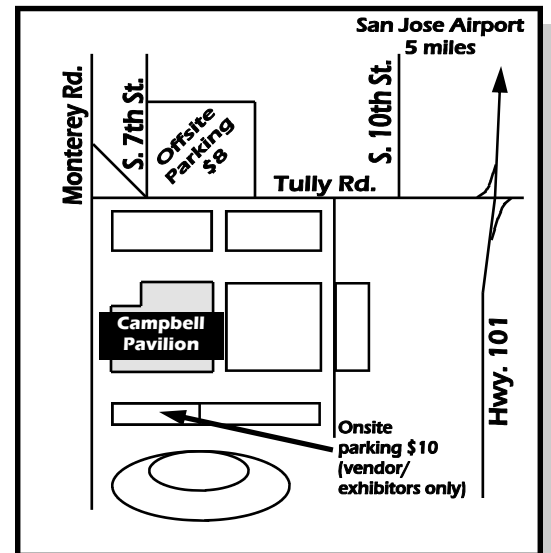 San Jose Airport
5 miles
Monterey Rd.
S. 7th St.
Offsite
Parking
$8
S. 10th St.
Tully Rd.
Campbell
Pavilion
Hwy. 101
Onsite
parking $10
(vendor/
exhibitors only)